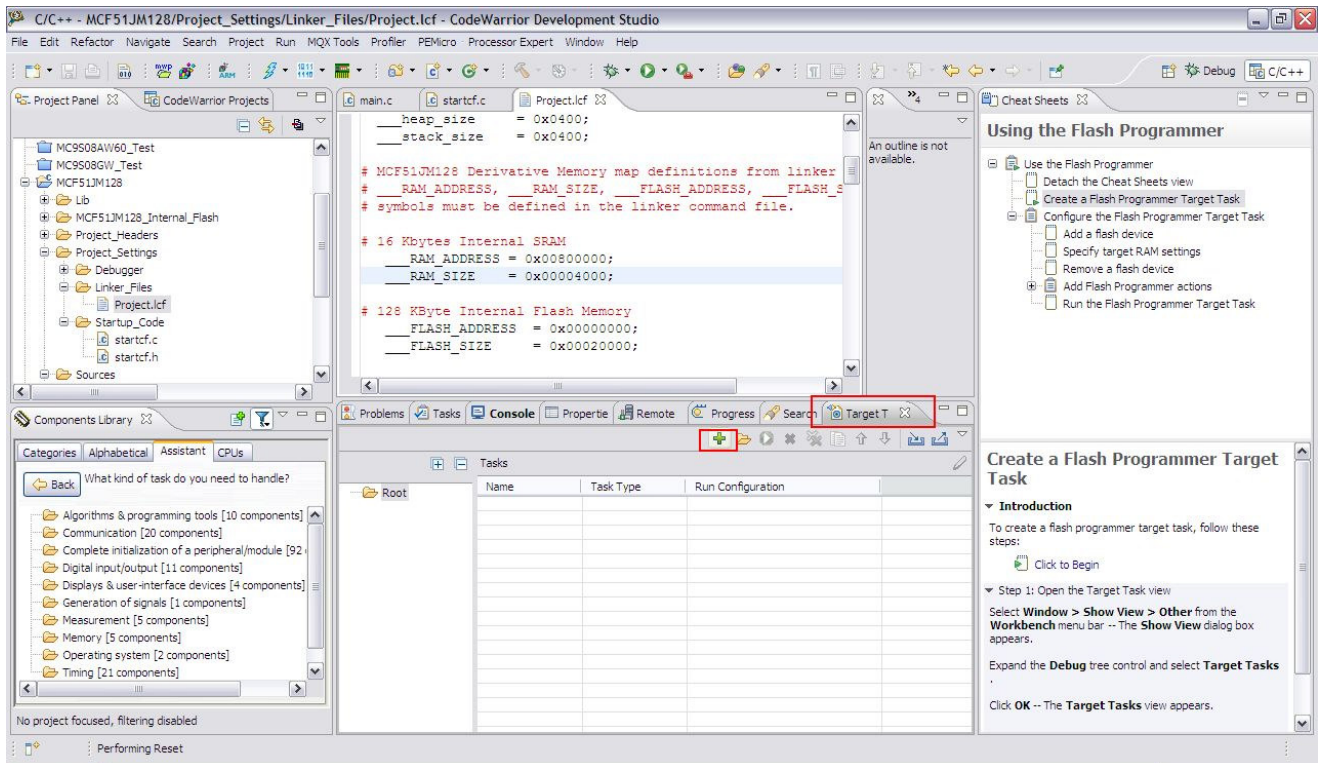 C/C++ - MCF51JM128/Project_Settings/Linker_Files/Project.lcf - CodeWarrior Development Studio
File Edit Refactor Navigate Search Project Run MQX Tools Profiler PEMicro Processor Expert Window Help
Debug C/C++
Project Panel CodeWarrior Projects
MC9S08AW60_Test
MC9S08GW_Test
MCF51JM128
Lib
MCF51JM128_Internal_Flash
Project_Headers
Project_Settings
Debugger
Linker_Files
Project.lcf
Startup_Code
startcf.c
startcf.h
Sources
main.c startcf.c Project.lcf
___heap_size = 0x0400;
___stack_size = 0x0400;
# MCF51JM128 Derivative Memory map definitions from linker
# ___RAM_ADDRESS, ___RAM_SIZE, ___FLASH_ADDRESS, ___FLASH_S
# symbols must be defined in the linker command file.
# 16 Kbytes Internal SRAM
___RAM_ADDRESS = 0x00800000;
___RAM_SIZE = 0x00004000;
# 128 KByte Internal Flash Memory
___FLASH_ADDRESS = 0x00000000;
___FLASH_SIZE = 0x00020000;
»4
An outline is not
available.
Cheat Sheets
Using the Flash Programmer
Use the Flash Programmer
Detach the Cheat Sheets view
Create a Flash Programmer Target Task
Configure the Flash Programmer Target Task
Add a flash device
Specify target RAM settings
Remove a flash device
Add Flash Programmer actions
Run the Flash Programmer Target Task
Components Library
Categories Alphabetical Assistant CPUs
Back What kind of task do you need to handle?
Algorithms & programming tools [10 components]
Communication [20 components]
Complete initialization of a peripheral/module [92
Digital input/output [11 components]
Displays & user-interface devices [4 components]
Generation of signals [1 components]
Measurement [5 components]
Memory [5 components]
Operating system [2 components]
Timing [21 components]
No project focused, filtering disabled
Problems Tasks Console Propertie Remote Progress Search Target T
Tasks
Root
Name Task Type Run Configuration
Create a Flash Programmer Target
Task
Introduction
To create a flash programmer target task, follow these
steps:
Click to Begin
Step 1: Open the Target Task view
Select Window > Show View > Other from the
Workbench menu bar -- The Show View dialog box
appears.
Expand the Debug tree control and select Target Tasks
.
Click OK -- The Target Tasks view appears.
Performing Reset